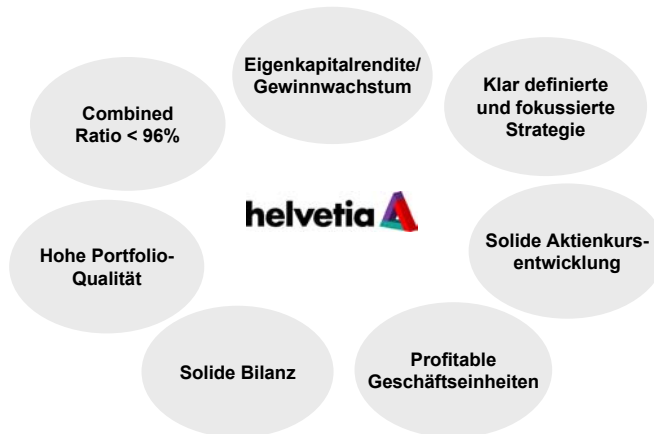 Eigenkapitalrendite/
Gewinnwachstum
Klar definierte
und fokussierte
Strategie
Combined
Ratio < 96%
helvetia
Solide Aktienkurs-
entwicklung
Hohe Portfolio-
Qualität
Profitable
Geschäftseinheiten
Solide Bilanz